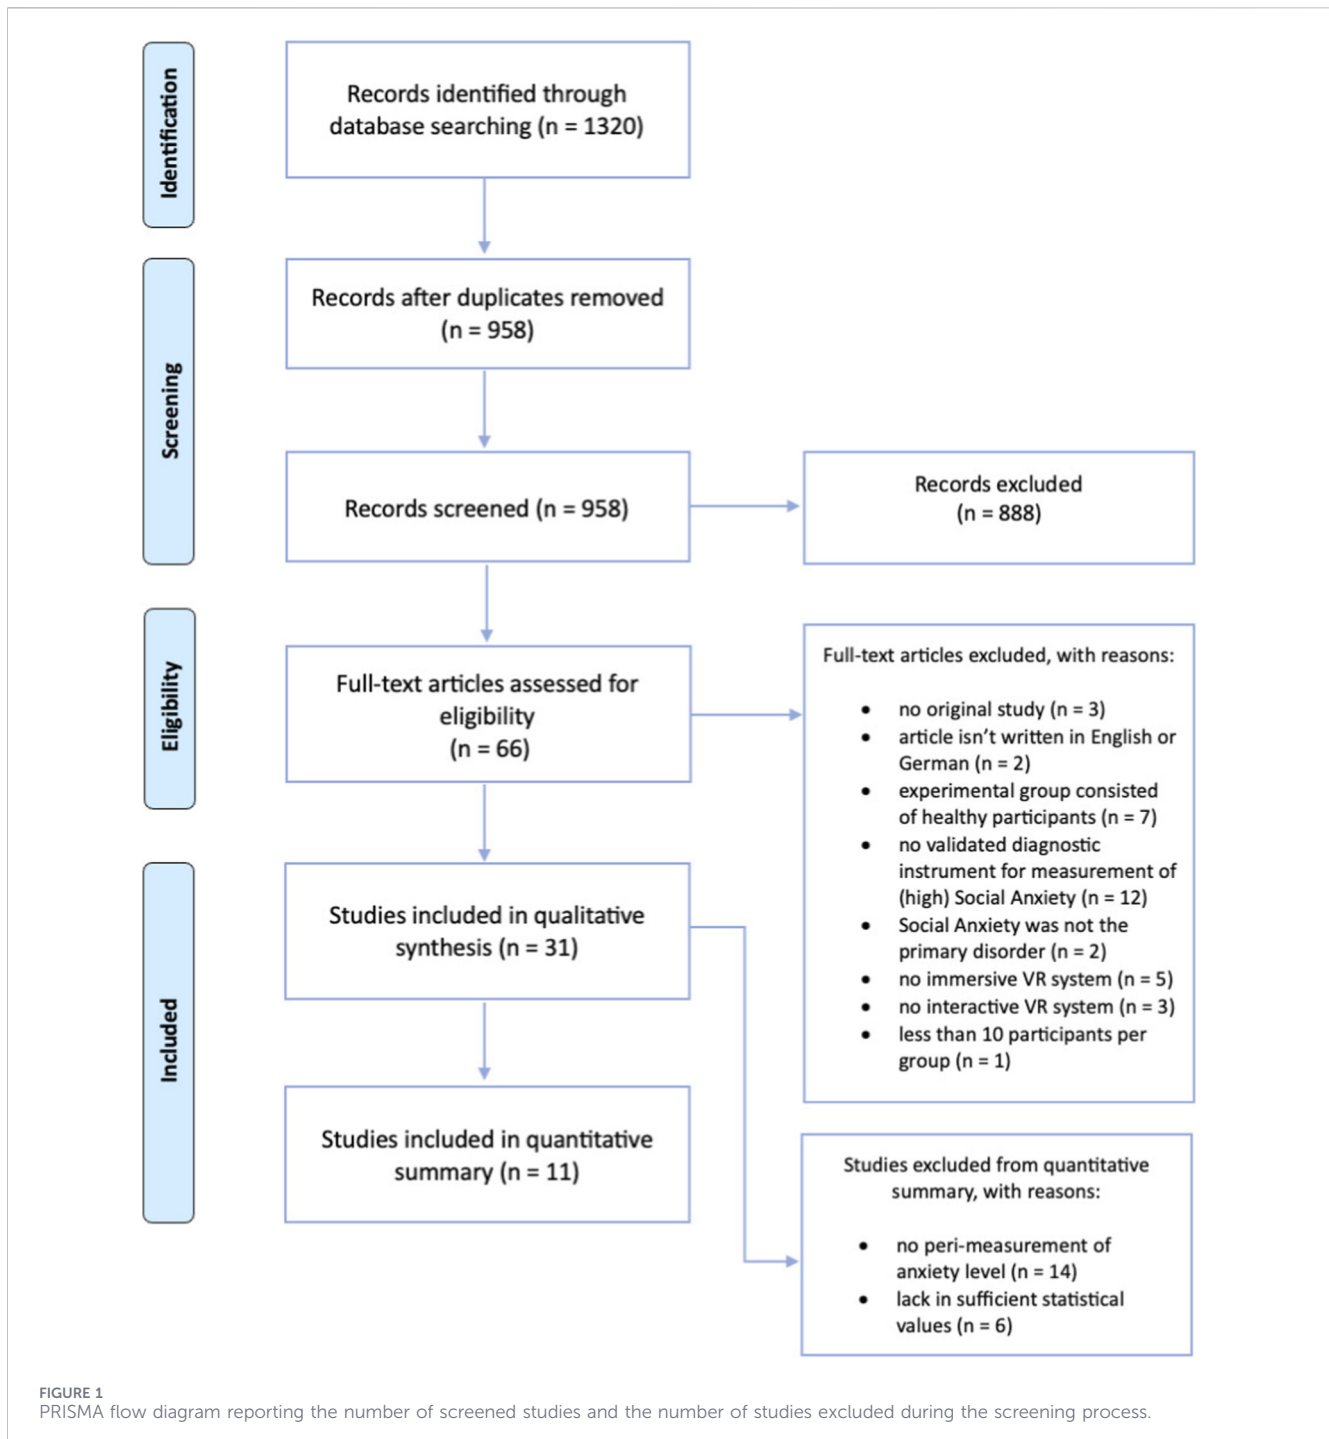 Identification
Records identified through
database searching (n = 1320)
Screening
Records after duplicates removed
(n = 958)
Records screened (n = 958)
Records excluded
(n = 888)
Eligibility
Full-text articles assessed for
eligibility
(n = 66)
Full-text articles excluded, with reasons:
• no original study (n = 3)
• article isn't written in English or
German (n = 2)
• experimental group consisted
of healthy participants (n = 7)
• no validated diagnostic
instrument for measurement of
(high) Social Anxiety (n = 12)
• Social Anxiety was not the
primary disorder (n = 2)
• no immersive VR system (n = 5)
• no interactive VR system (n = 3)
• less than 10 participants per
group (n = 1)
Included
Studies included in qualitative
synthesis (n = 31)
Studies included in quantitative
summary (n = 11)
Studies excluded from quantitative
summary, with reasons:
• no peri-measurement of
anxiety level (n = 14)
• lack in sufficient statistical
values (n = 6)
FIGURE 1
PRISMA flow diagram reporting the number of screened studies and the number of studies excluded during the screening process.